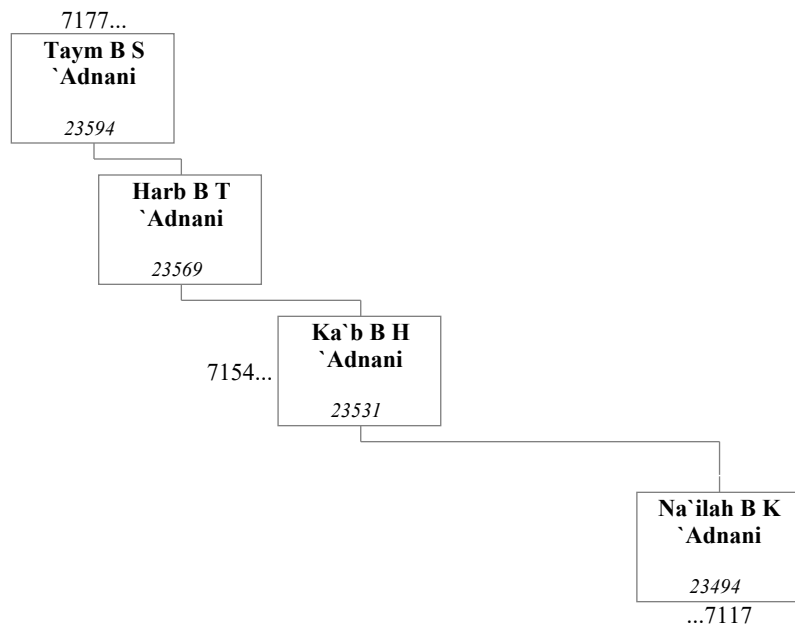 7177...
Taym B S
`Adnani
23594
Harb B T
`Adnani
23569
Ka`b B H
`Adnani
7154...
23531
Na`ilah B K
`Adnani
23494
...7117